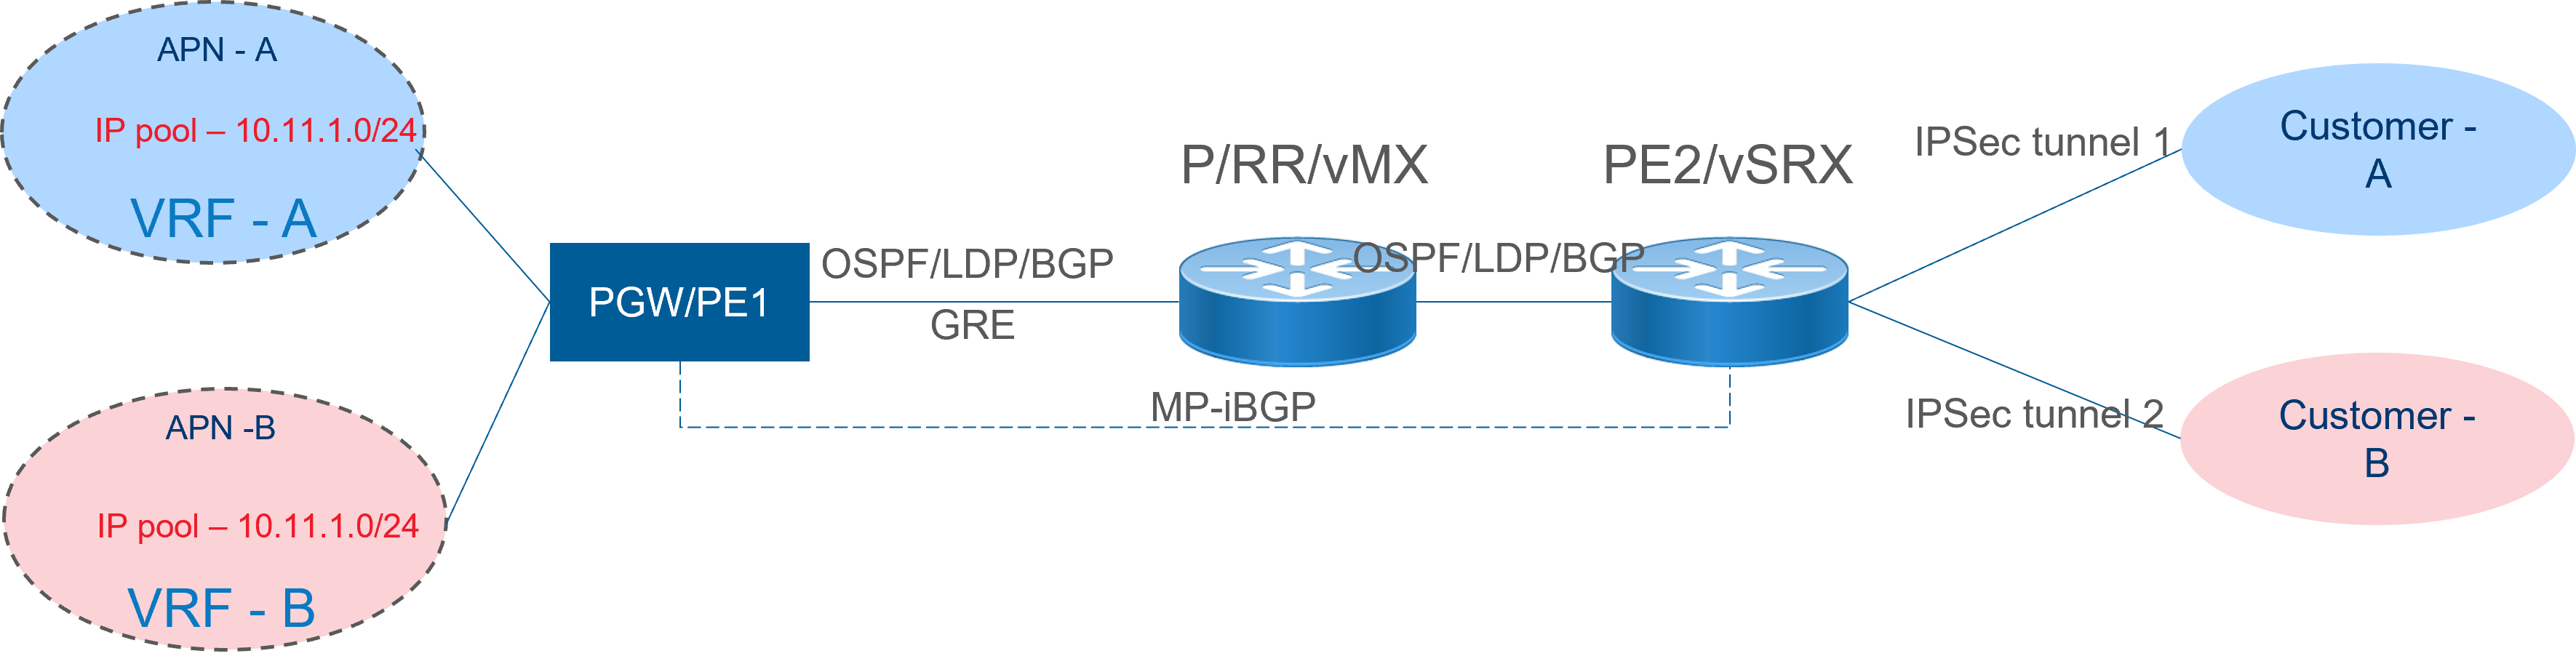 APN - A
IP pool – 10.11.1.0/24
VRF - A
APN -B
IP pool – 10.11.1.0/24
VRF - B
PGW/PE1
OSPF/LDP/BGP
GRE
MP-iBGP
P/RR/vMX
OSPF/LDP/BGP
PE2/vSRX
IPSec tunnel 1
IPSec tunnel 2
Customer -
A
Customer -
B